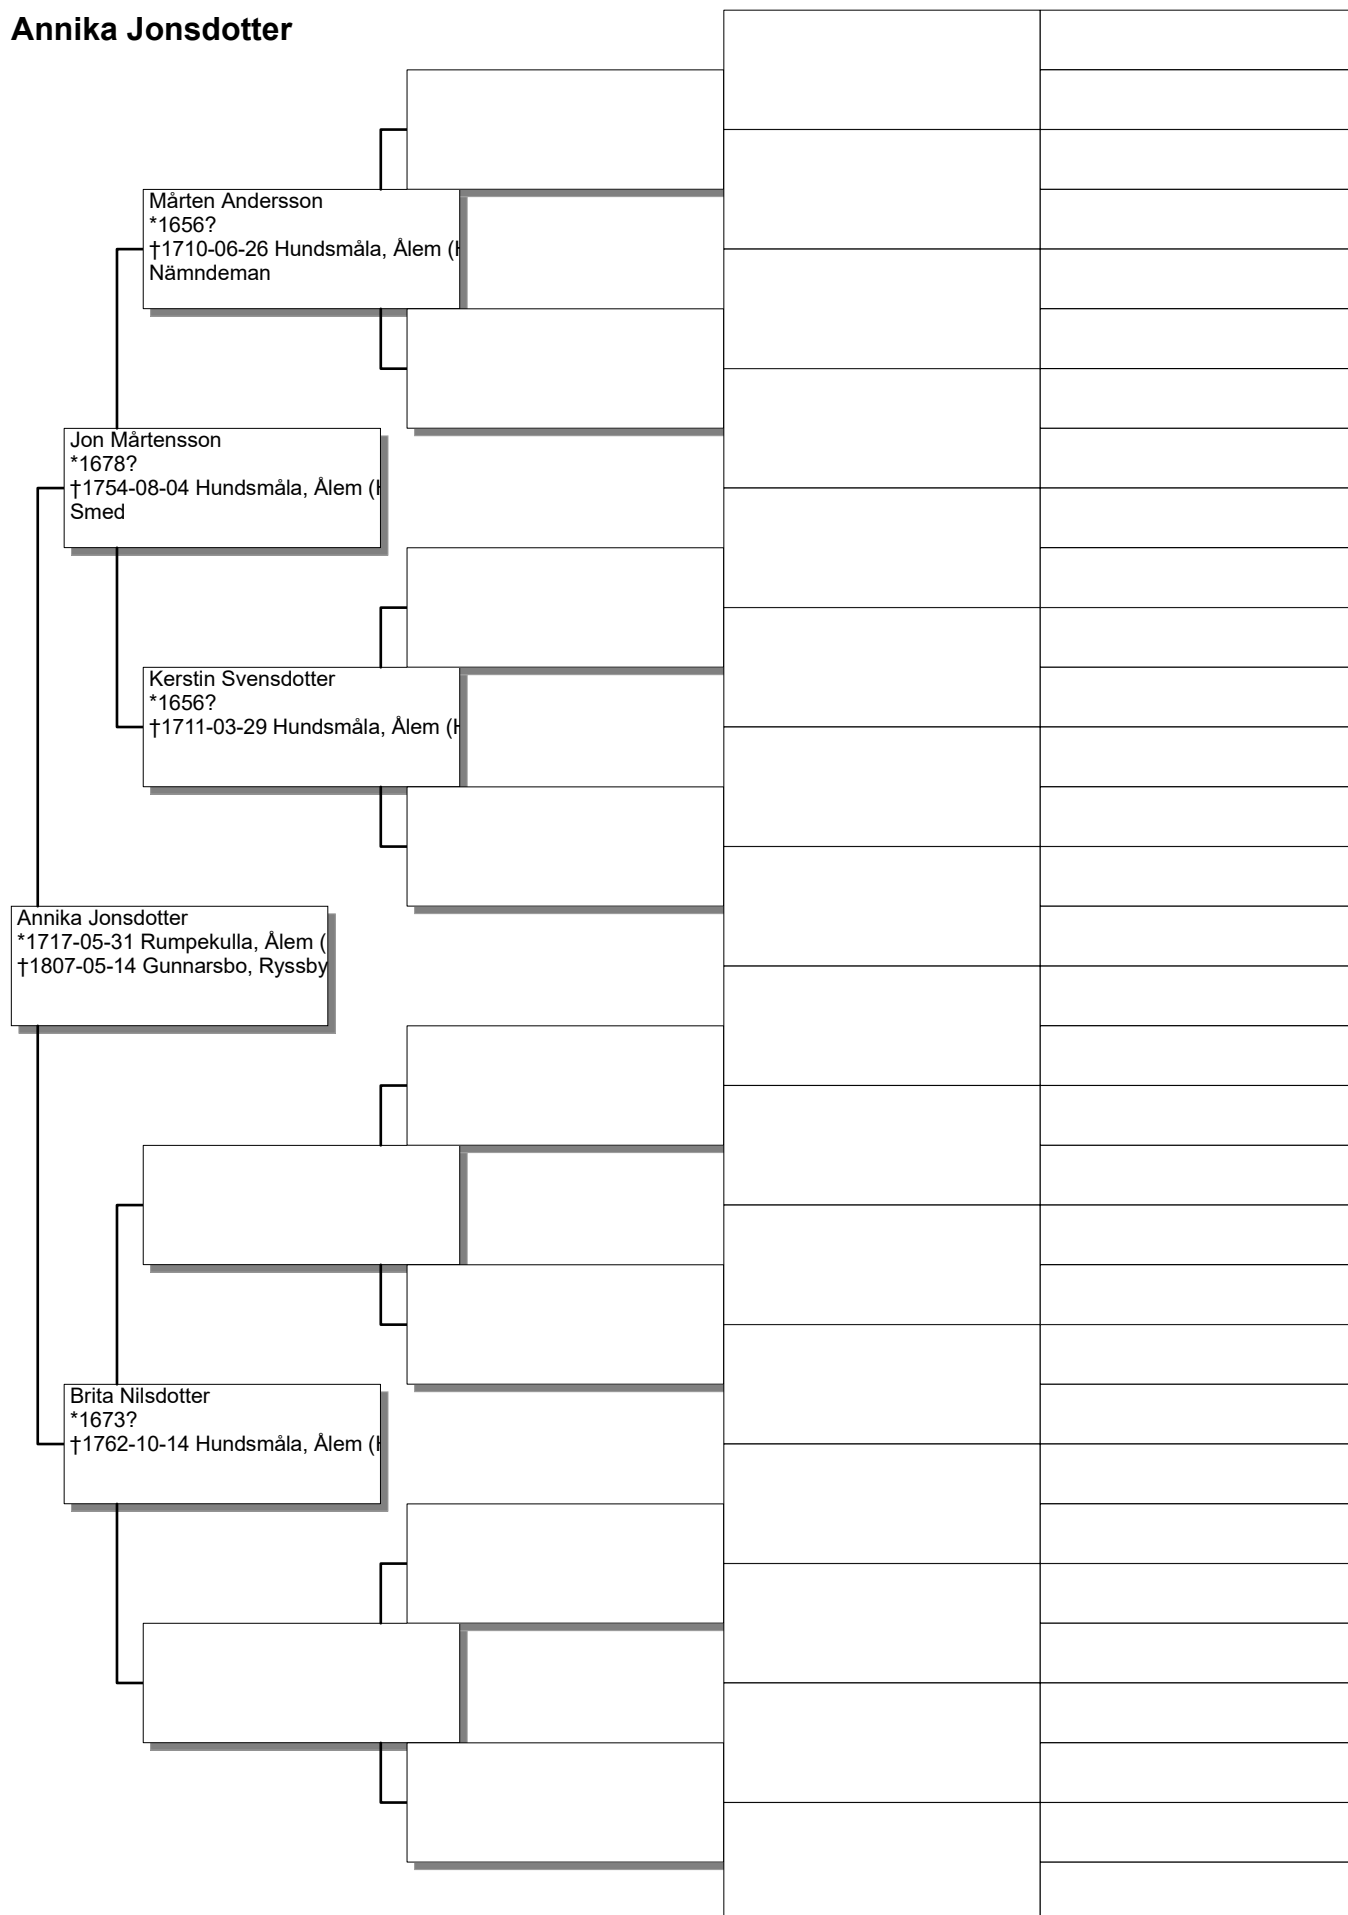 Annika Jonsdotter
Mårten Andersson
*1656?
†1710-06-26 Hundsmåla, Ålem (
Nämndeman
Jon Mårtensson
*1678?
†1754-08-04 Hundsmåla, Ålem (
Smed
Kerstin Svensdotter
*1656?
†1711-03-29 Hundsmåla, Ålem (
Annika Jonsdotter
*1717-05-31 Rumpekulla, Ålem (
†1807-05-14 Gunnarsbo, Ryssby
Brita Nilsdotter
*1673?
†1762-10-14 Hundsmåla, Ålem (